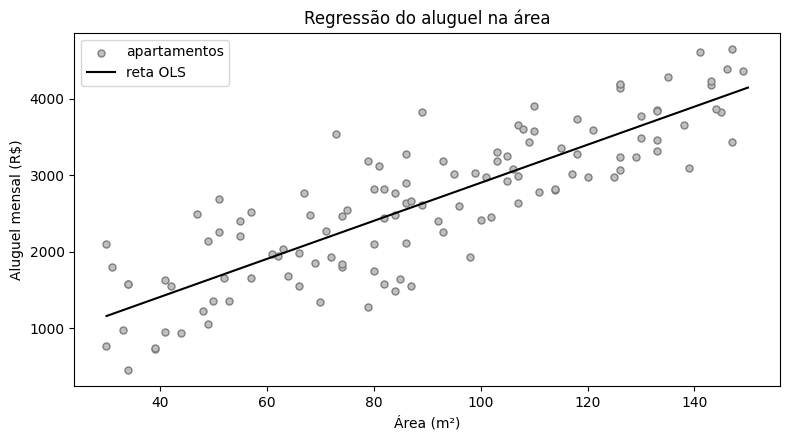 Regressão do aluguel na área
apartamentos
reta OLS
Aluguel mensal (R$)
4000
3000
2000
1000
40
60
80
100
120
140
Área (m²)